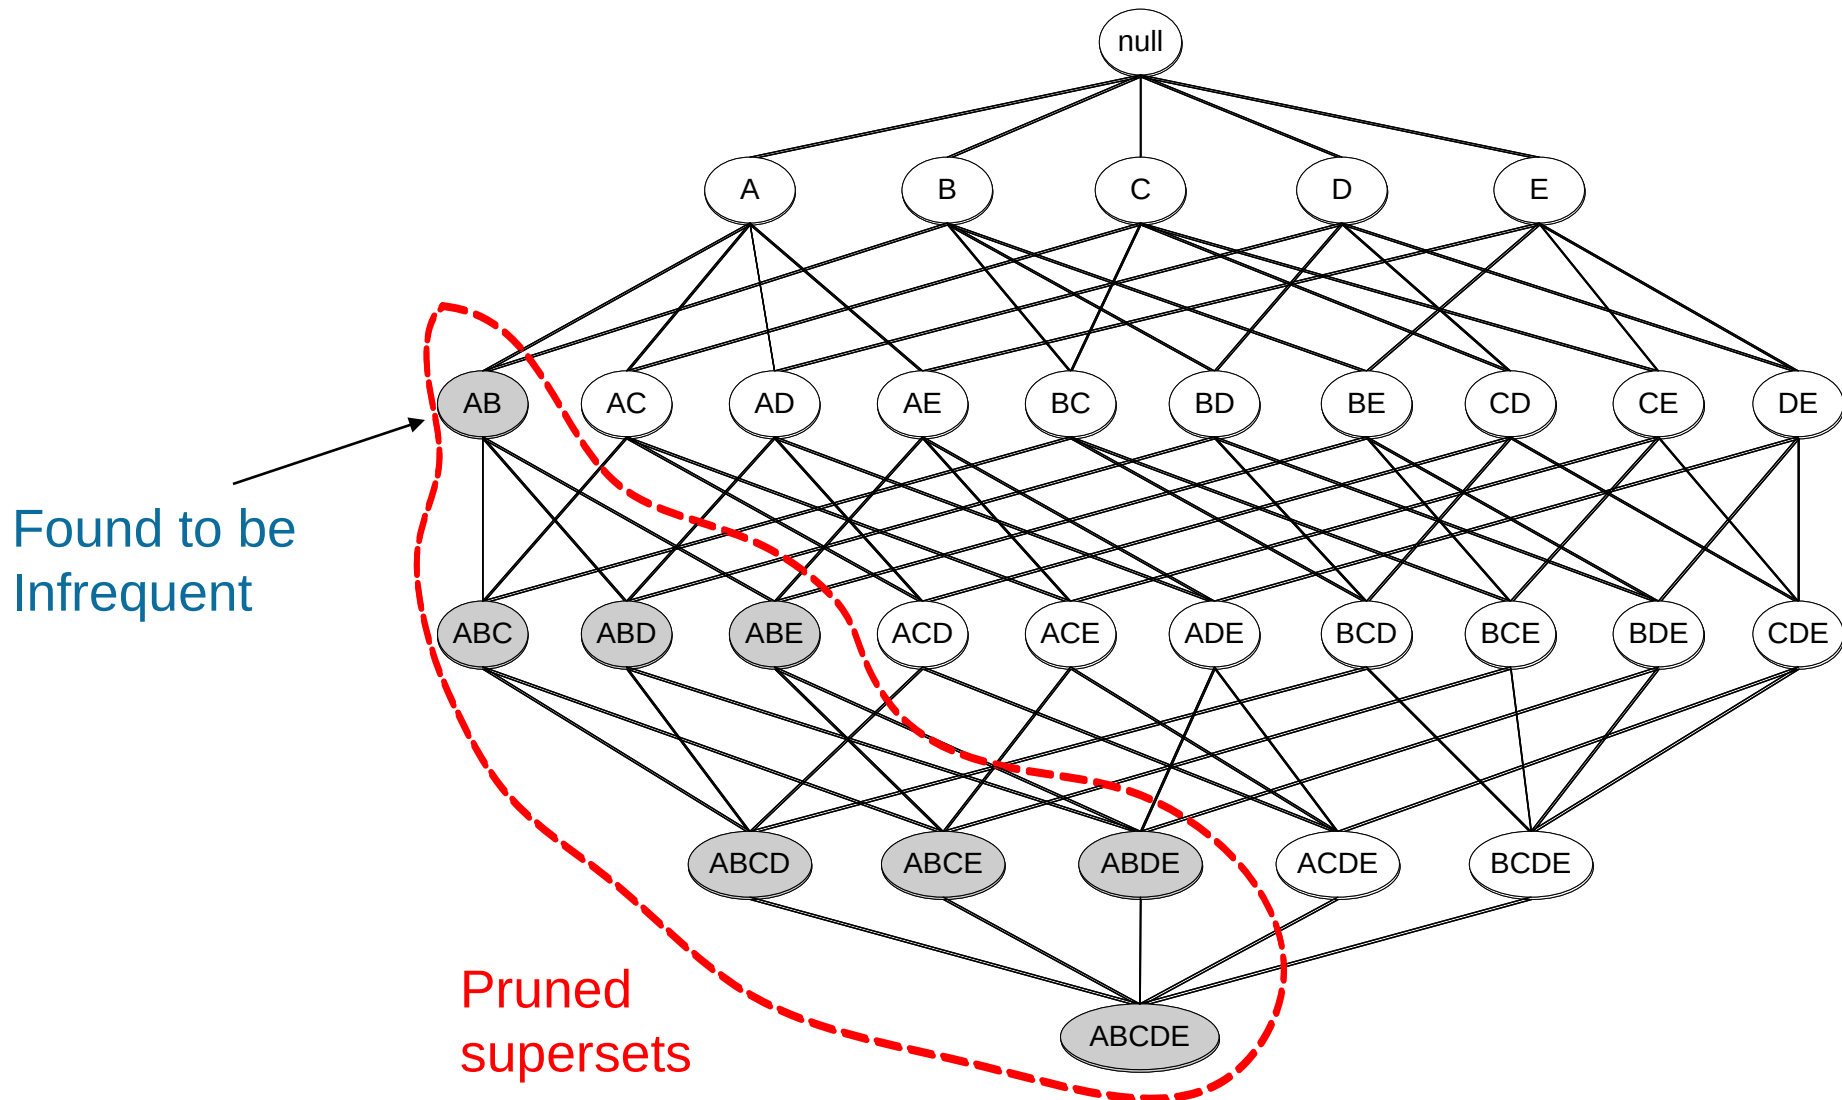 null
A B C D E
AB AC AD AE BC BD BE CD CE DE
Found to be
Infrequent
ABC ABD ABE ACD ACE ADE BCD BCE BDE CDE
ABCD ABCE ABDE ACDE BCDE
Pruned
supersets
ABCDE